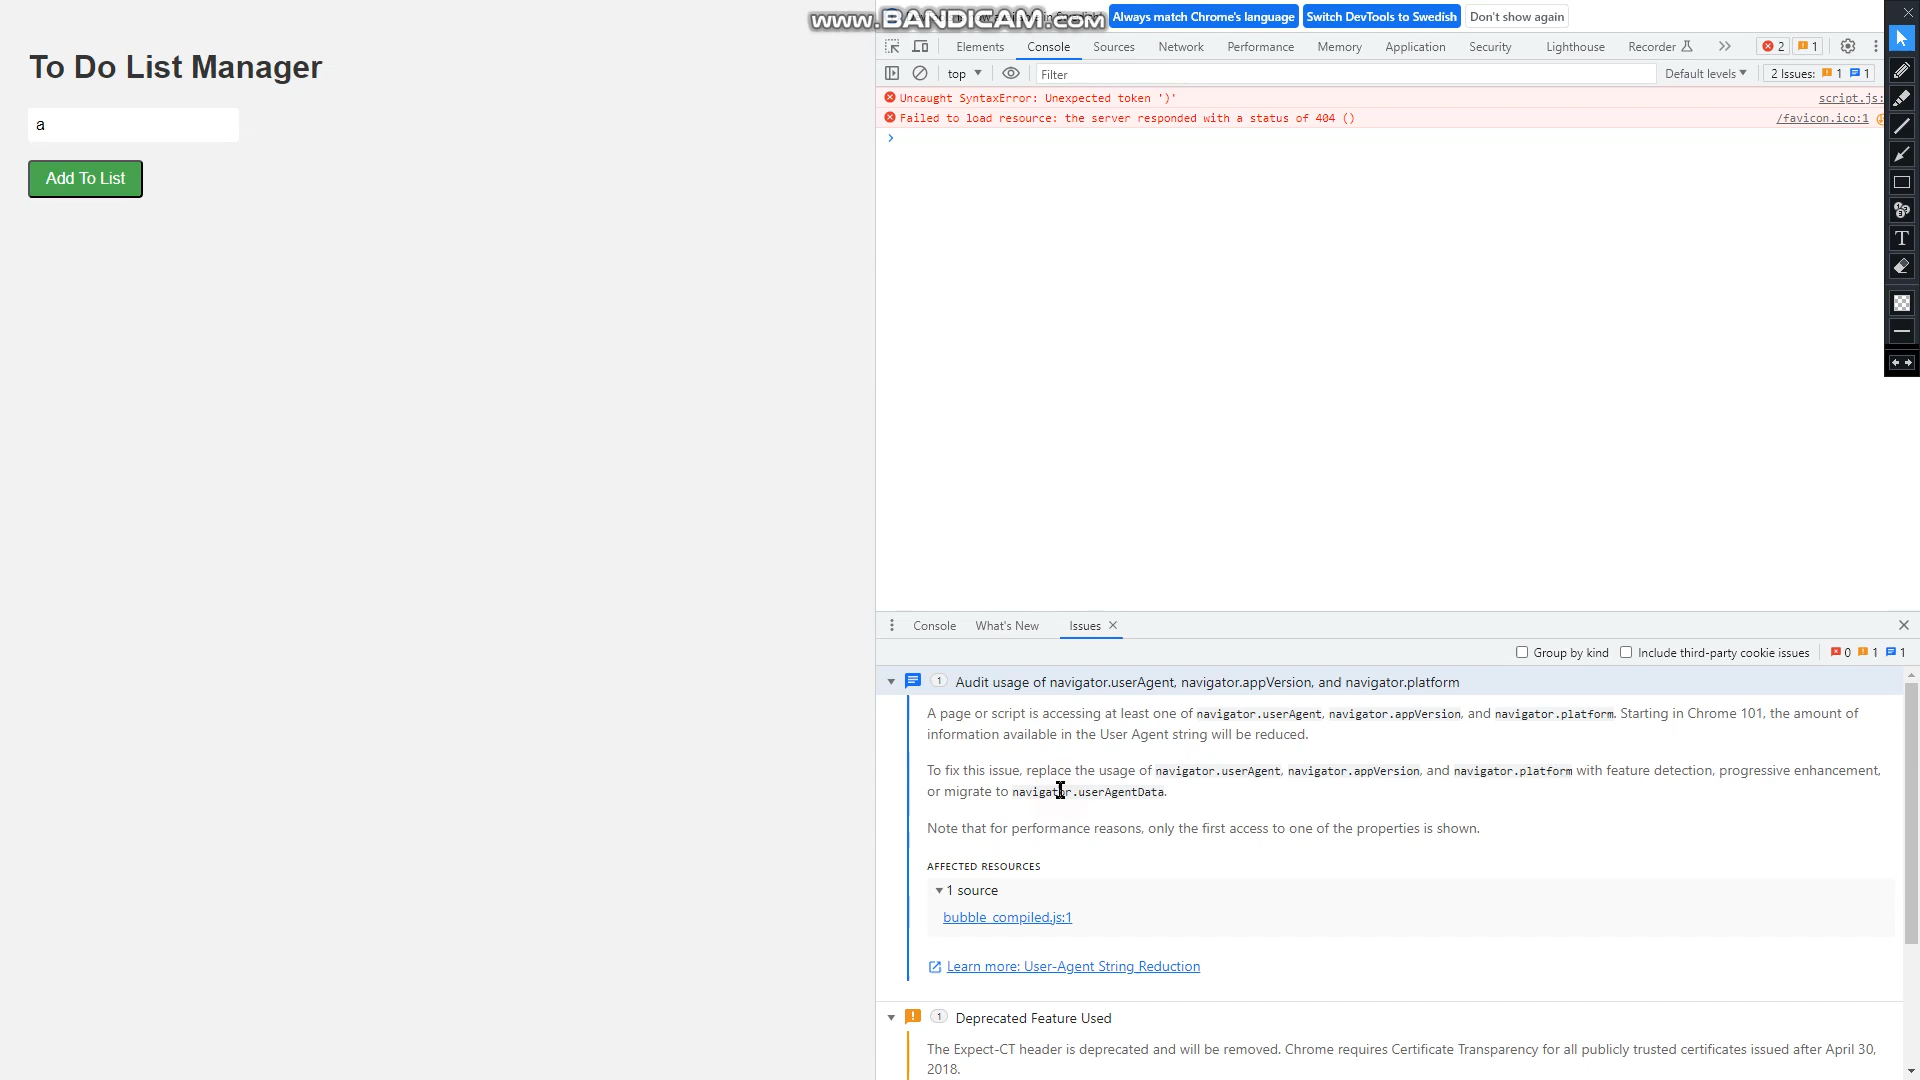 www.BANDICAM.com
Always match Chrome's language
Switch DevTools to Swedish
Don't show again
To Do List Manager
a
Add To List
Elements
Console
Sources
Network
Performance
Memory
Application
Security
Lighthouse
Recorder
2
1
top
Filter
Default levels
2 Issues:
1
1
Uncaught SyntaxError: Unexpected token ')'
script.js:
Failed to load resource: the server responded with a status of 404 ()
/favicon.ico:1
T
Console
What's New
Issues
Group by kind
Include third-party cookie issues
0
1
1
1
Audit usage of navigator.userAgent, navigator.appVersion, and navigator.platform
A page or script is accessing at least one of navigator.userAgent, navigator.appVersion, and navigator.platform. Starting in Chrome 101, the amount of
information available in the User Agent string will be reduced.
To fix this issue, replace the usage of navigator.userAgent, navigator.appVersion, and navigator.platform with feature detection, progressive enhancement,
or migrate to navigator.userAgentData.
Note that for performance reasons, only the first access to one of the properties is shown.
AFFECTED RESOURCES
1 source
bubble_compiled.js:1
Learn more: User-Agent String Reduction
1
Deprecated Feature Used
The Expect-CT header is deprecated and will be removed. Chrome requires Certificate Transparency for all publicly trusted certificates issued after April 30,
2018.